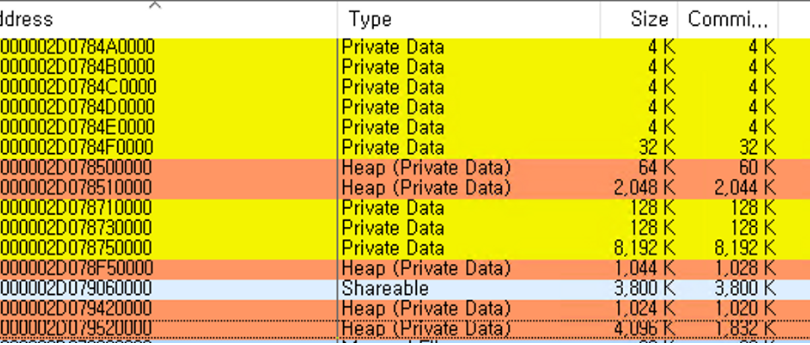 ddress Type Size Commi...
000002D0784A0000 Private Data 4 K 4 K
000002D0784B0000 Private Data 4 K 4 K
000002D0784C0000 Private Data 4 K 4 K
000002D0784D0000 Private Data 4 K 4 K
000002D0784E0000 Private Data 4 K 4 K
000002D0784F0000 Private Data 32 K 32 K
000002D078500000 Heap (Private Data) 64 K 60 K
000002D078510000 Heap (Private Data) 2,048 K 2,044 K
000002D078710000 Private Data 128 K 128 K
000002D078730000 Private Data 128 K 128 K
000002D078750000 Private Data 8,192 K 8,192 K
000002D078F50000 Heap (Private Data) 1,044 K 1,028 K
000002D079060000 Shareable 3,800 K 3,800 K
000002D079420000 Heap (Private Data) 1,024 K 1,020 K
000002D079520000 Heap (Private Data) 4,096 K 1,832 K